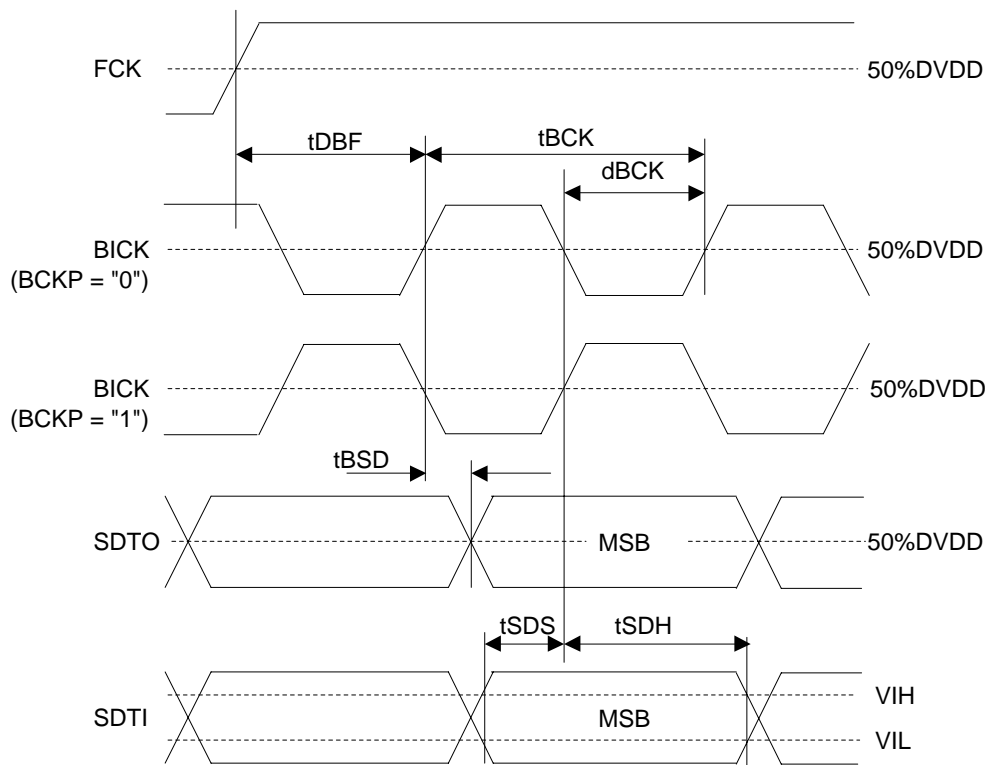 FCK
50%DVDD
tDBF
tBCK
dBCK
BICK
(BCKP = "0")
50%DVDD
BICK
(BCKP = "1")
50%DVDD
tBSD
SDTO
MSB
50%DVDD
tSDS
tSDH
SDTI
MSB
VIH
VIL